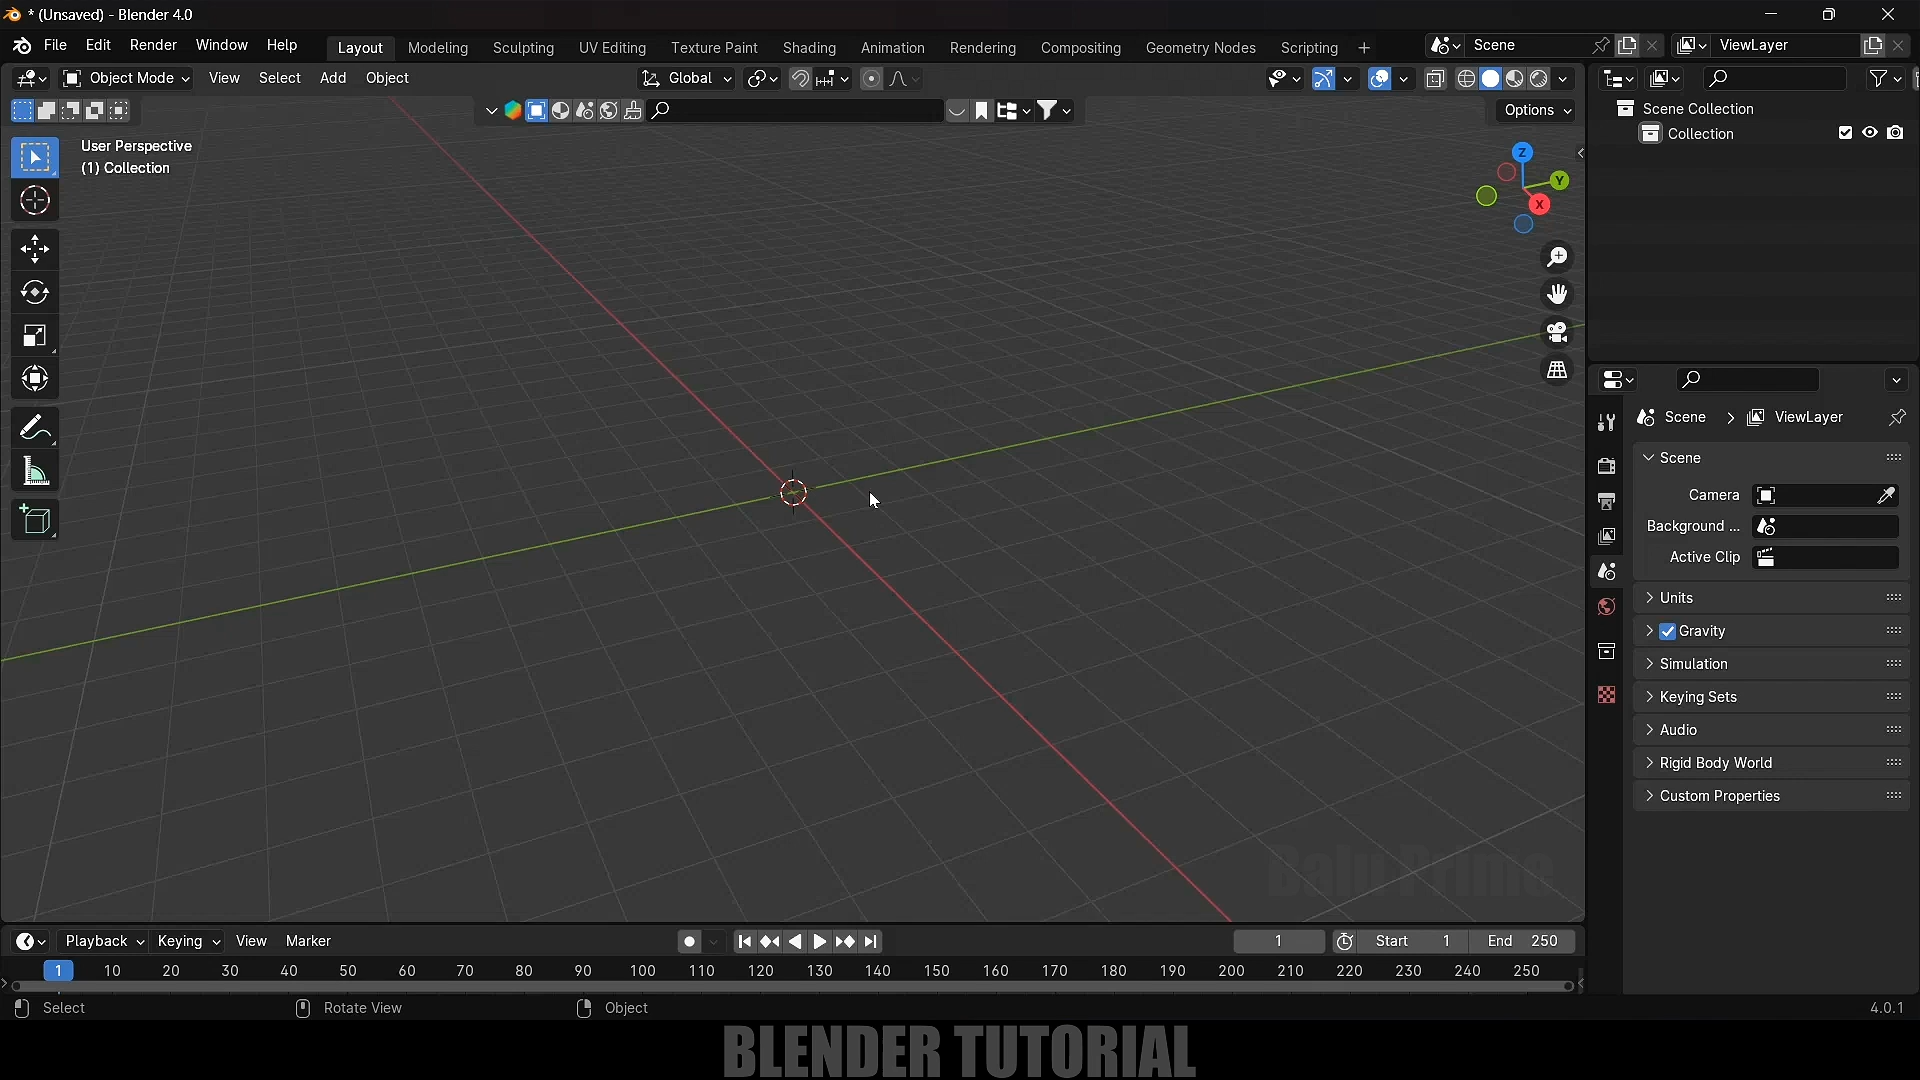 * (Unsaved) - Blender 4.0
File Edit Render Window Help Layout Modeling Sculpting UV Editing Texture Paint Shading Animation Rendering Compositing Geometry Nodes Scripting + Scene ViewLayer
Object Mode View Select Add Object Global
Options
User Perspective
(1) Collection
Z
Y
X
Scene Collection
Collection
Scene > ViewLayer
Scene
Camera
Background ...
Active Clip
Units
Gravity
Simulation
Keying Sets
Audio
Rigid Body World
Custom Properties
Balu Prime
Playback Keying View Marker 1 Start 1 End 250
1 10 20 30 40 50 60 70 80 90 100 110 120 130 140 150 160 170 180 190 200 210 220 230 240 250
Select Rotate View Object 4.0.1
BLENDER TUTORIAL